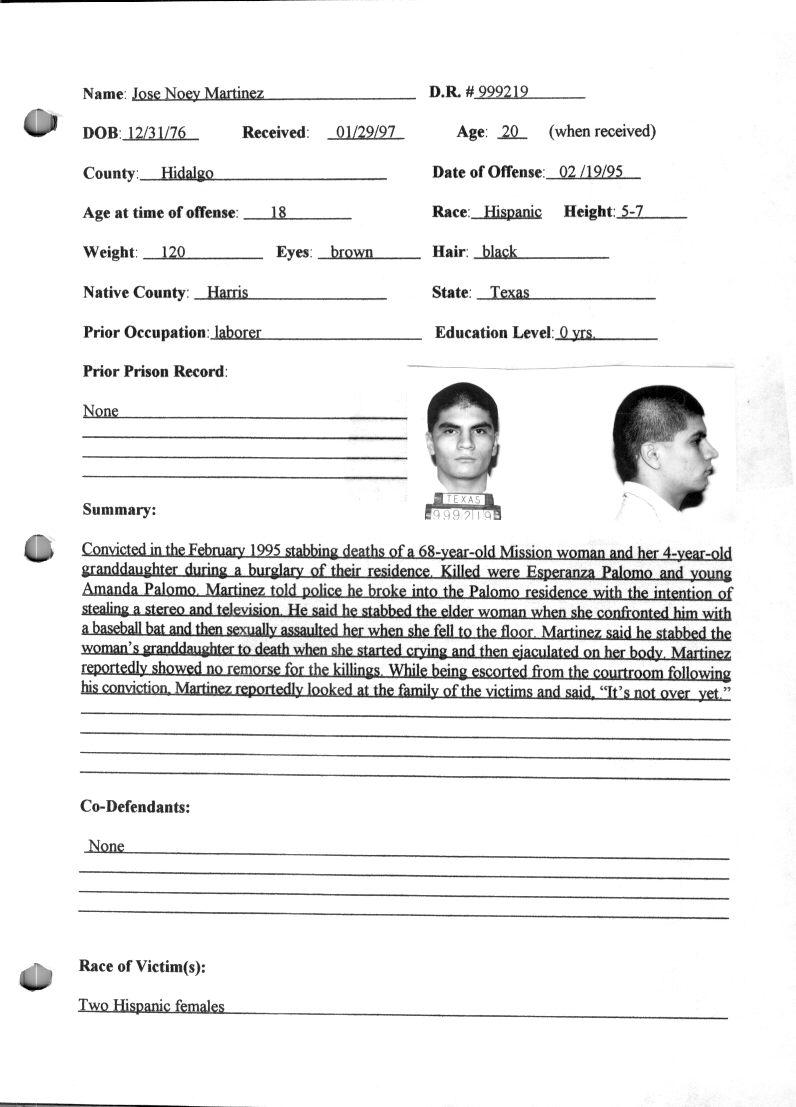 Name: Jose Noey Martinez D.R. # 999219
DOB: 12/31/76 Received: 01/29/97 Age: 20 (when received)
County: Hidalgo Date of Offense: 02 /19/95
Age at time of offense: 18 Race: Hispanic Height: 5-7
Weight: 120 Eyes: brown Hair: black
Native County: Harris State: Texas
Prior Occupation: laborer Education Level: 0 yrs.
Prior Prison Record:
None
TEXAS
999219
Summary:
Convicted in the February 1995 stabbing deaths of a 68-year-old Mission woman and her 4-year-old
granddaughter during a burglary of their residence. Killed were Esperanza Palomo and young
Amanda Palomo. Martinez told police he broke into the Palomo residence with the intention of
stealing a stereo and television. He said he stabbed the elder woman when she confronted him with
a baseball bat and then sexually assaulted her when she fell to the floor. Martinez said he stabbed the
woman's granddaughter to death when she started crying and then ejaculated on her body. Martinez
reportedly showed no remorse for the killings. While being escorted from the courtroom following
his conviction, Martinez reportedly looked at the family of the victims and said, "It's not over yet."
Co-Defendants:
None
Race of Victim(s):
Two Hispanic females